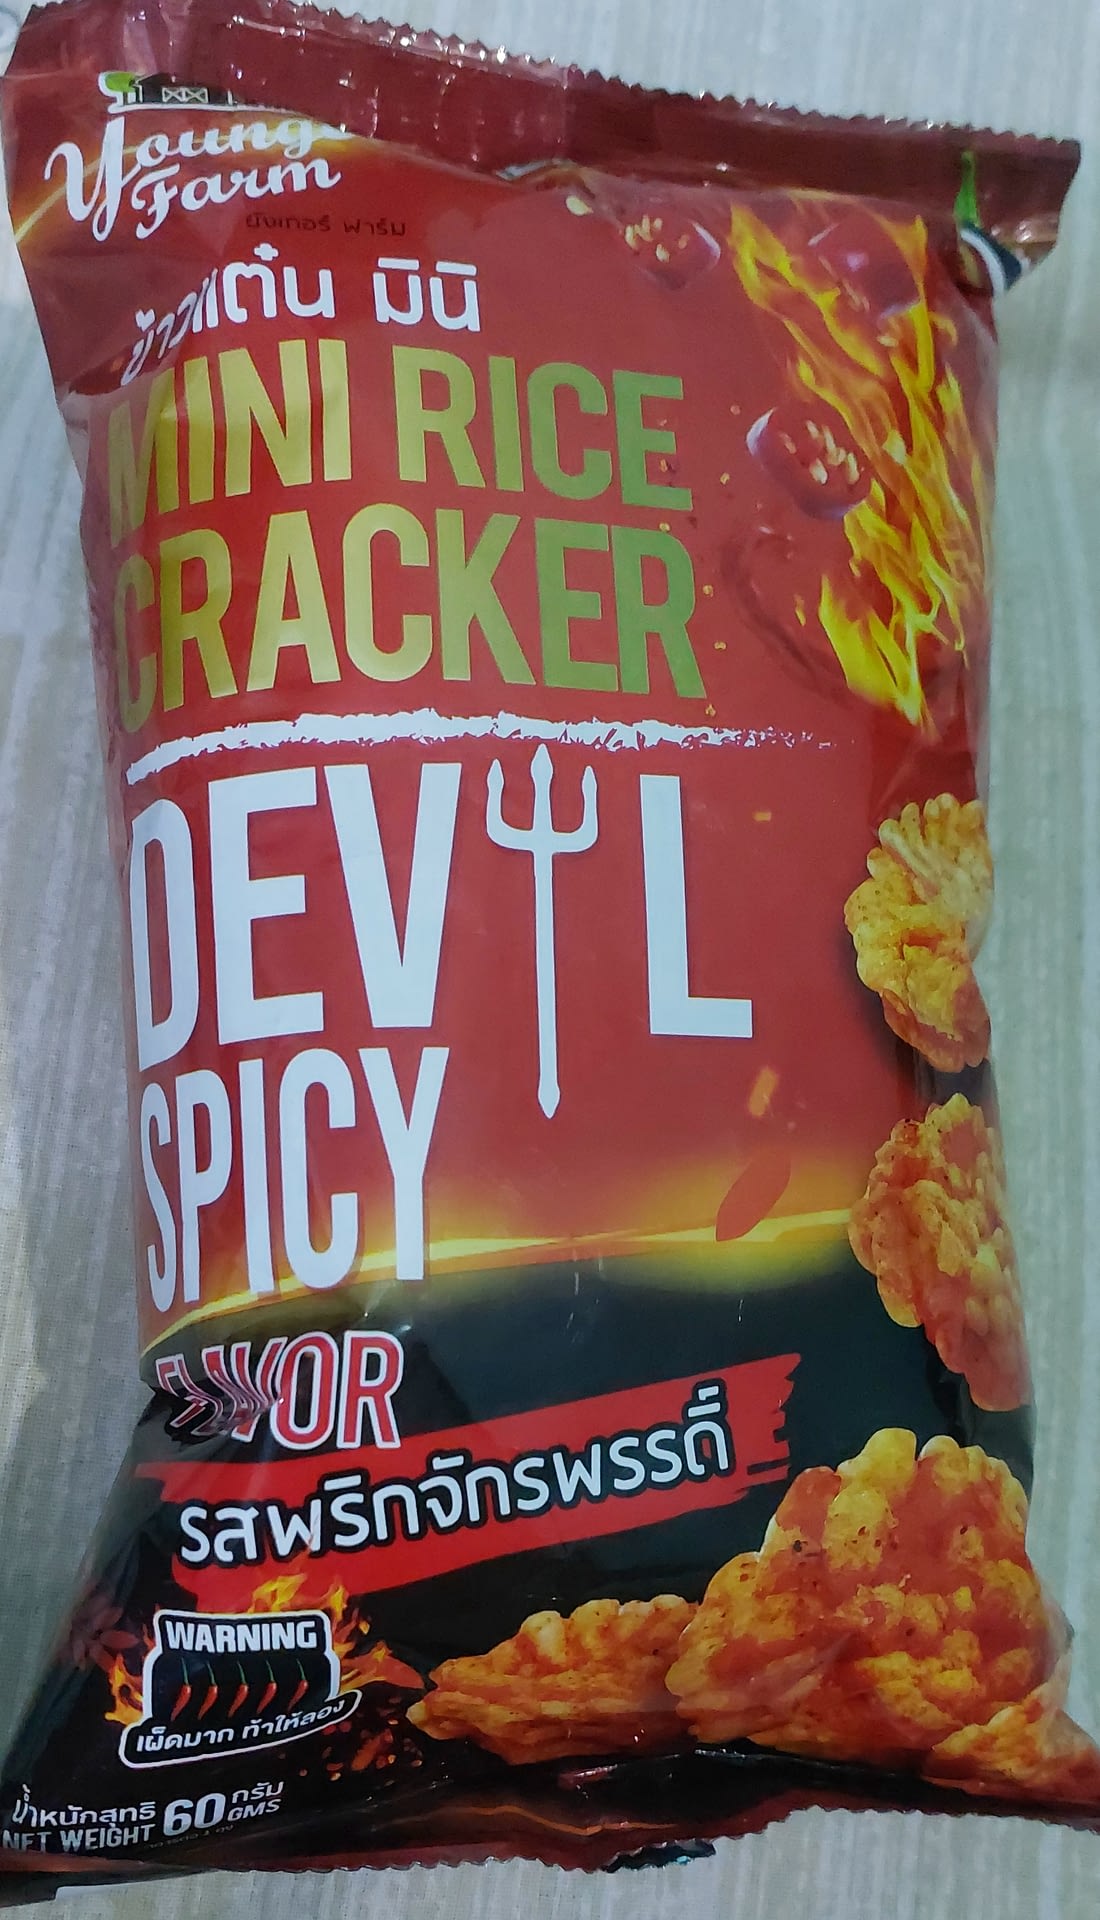 Young
Farm
ยังเกอร์ ฟาร์ม
ข้าวแต๋น มินิ
MINI RICE
CRACKER
DEVIL
SPICY
FLAVOR
รสพริกจักรพรรดิ์
WARNING
เผ็ดมาก ท้าให้ลอง
น้ำหนักสุทธิ 60 กรัม
NET WEIGHT GMS